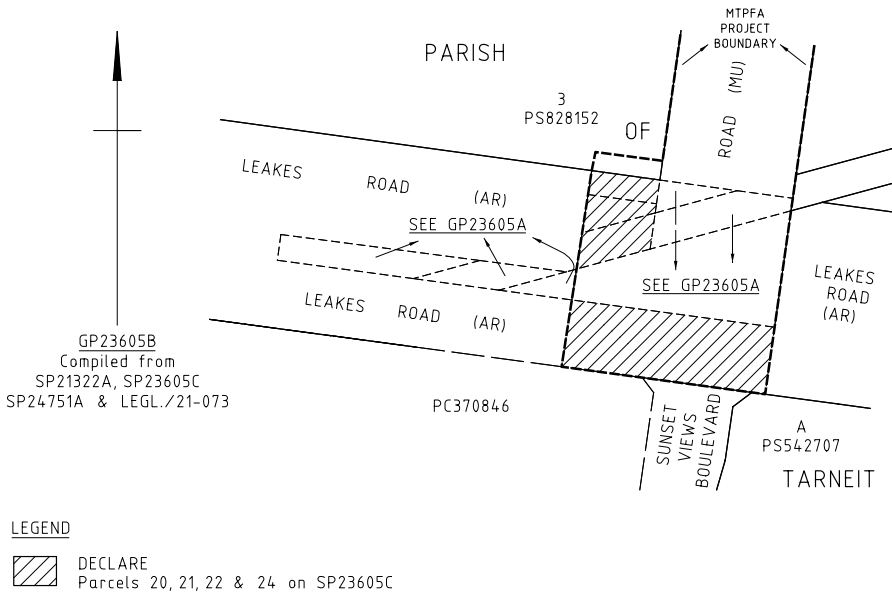 MTPFA
PROJECT
BOUNDARY
PARISH
3
PS828152
OF
ROAD (MU)
LEAKES ROAD (AR)
SEE GP23605A
SEE GP23605A
LEAKES
ROAD
(AR)
LEAKES ROAD (AR)
GP23605B
Compiled from
SP21322A, SP23605C
SP24751A & LEGL./21-073
PC370846
SUNSET
VIEWS
BOULEVARD
A
PS542707
TARNEIT
LEGEND
DECLARE
Parcels 20, 21, 22 & 24 on SP23605C